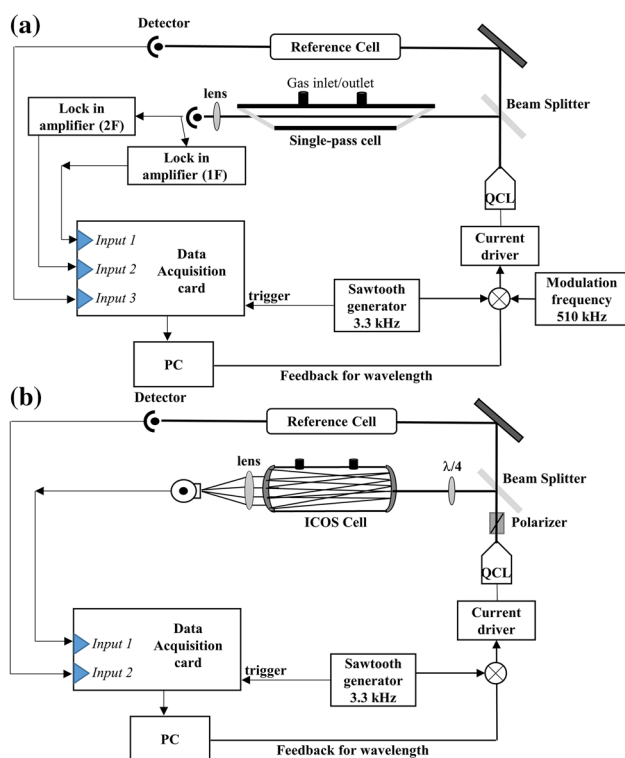 (a)
Detector
Reference Cell
Gas inlet/outlet
lens
Beam Splitter
Lock in
amplifier (2F)
Single-pass cell
Lock in
amplifier (1F)
QCL
Current
driver
Input 1
Input 2
Input 3
Data
Acquisition
card
trigger
Sawtooth
generator
3.3 kHz
Modulation
frequency
510 kHz
PC
Feedback for wavelength
(b)
Detector
Reference Cell
lens
λ/4
Beam Splitter
ICOS Cell
Polarizer
QCL
Current
driver
Input 1
Input 2
Data
Acquisition
card
trigger
Sawtooth
generator
3.3 kHz
PC
Feedback for wavelength